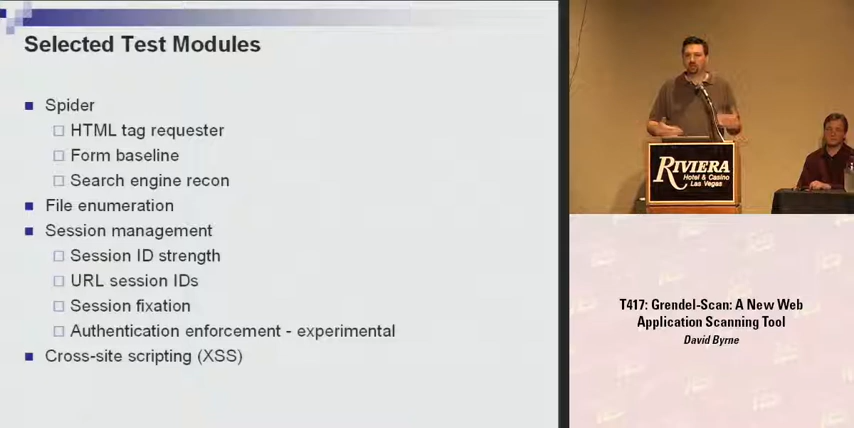 Selected Test Modules
Spider
HTML tag requester
Form baseline
Search engine recon
File enumeration
Session management
Session ID strength
URL session IDs
Session fixation
Authentication enforcement - experimental
Cross-site scripting (XSS)
RIVIERA
Hotel & Casino
Las Vegas
T417: Grendel-Scan: A New Web
Application Scanning Tool
David Byrne